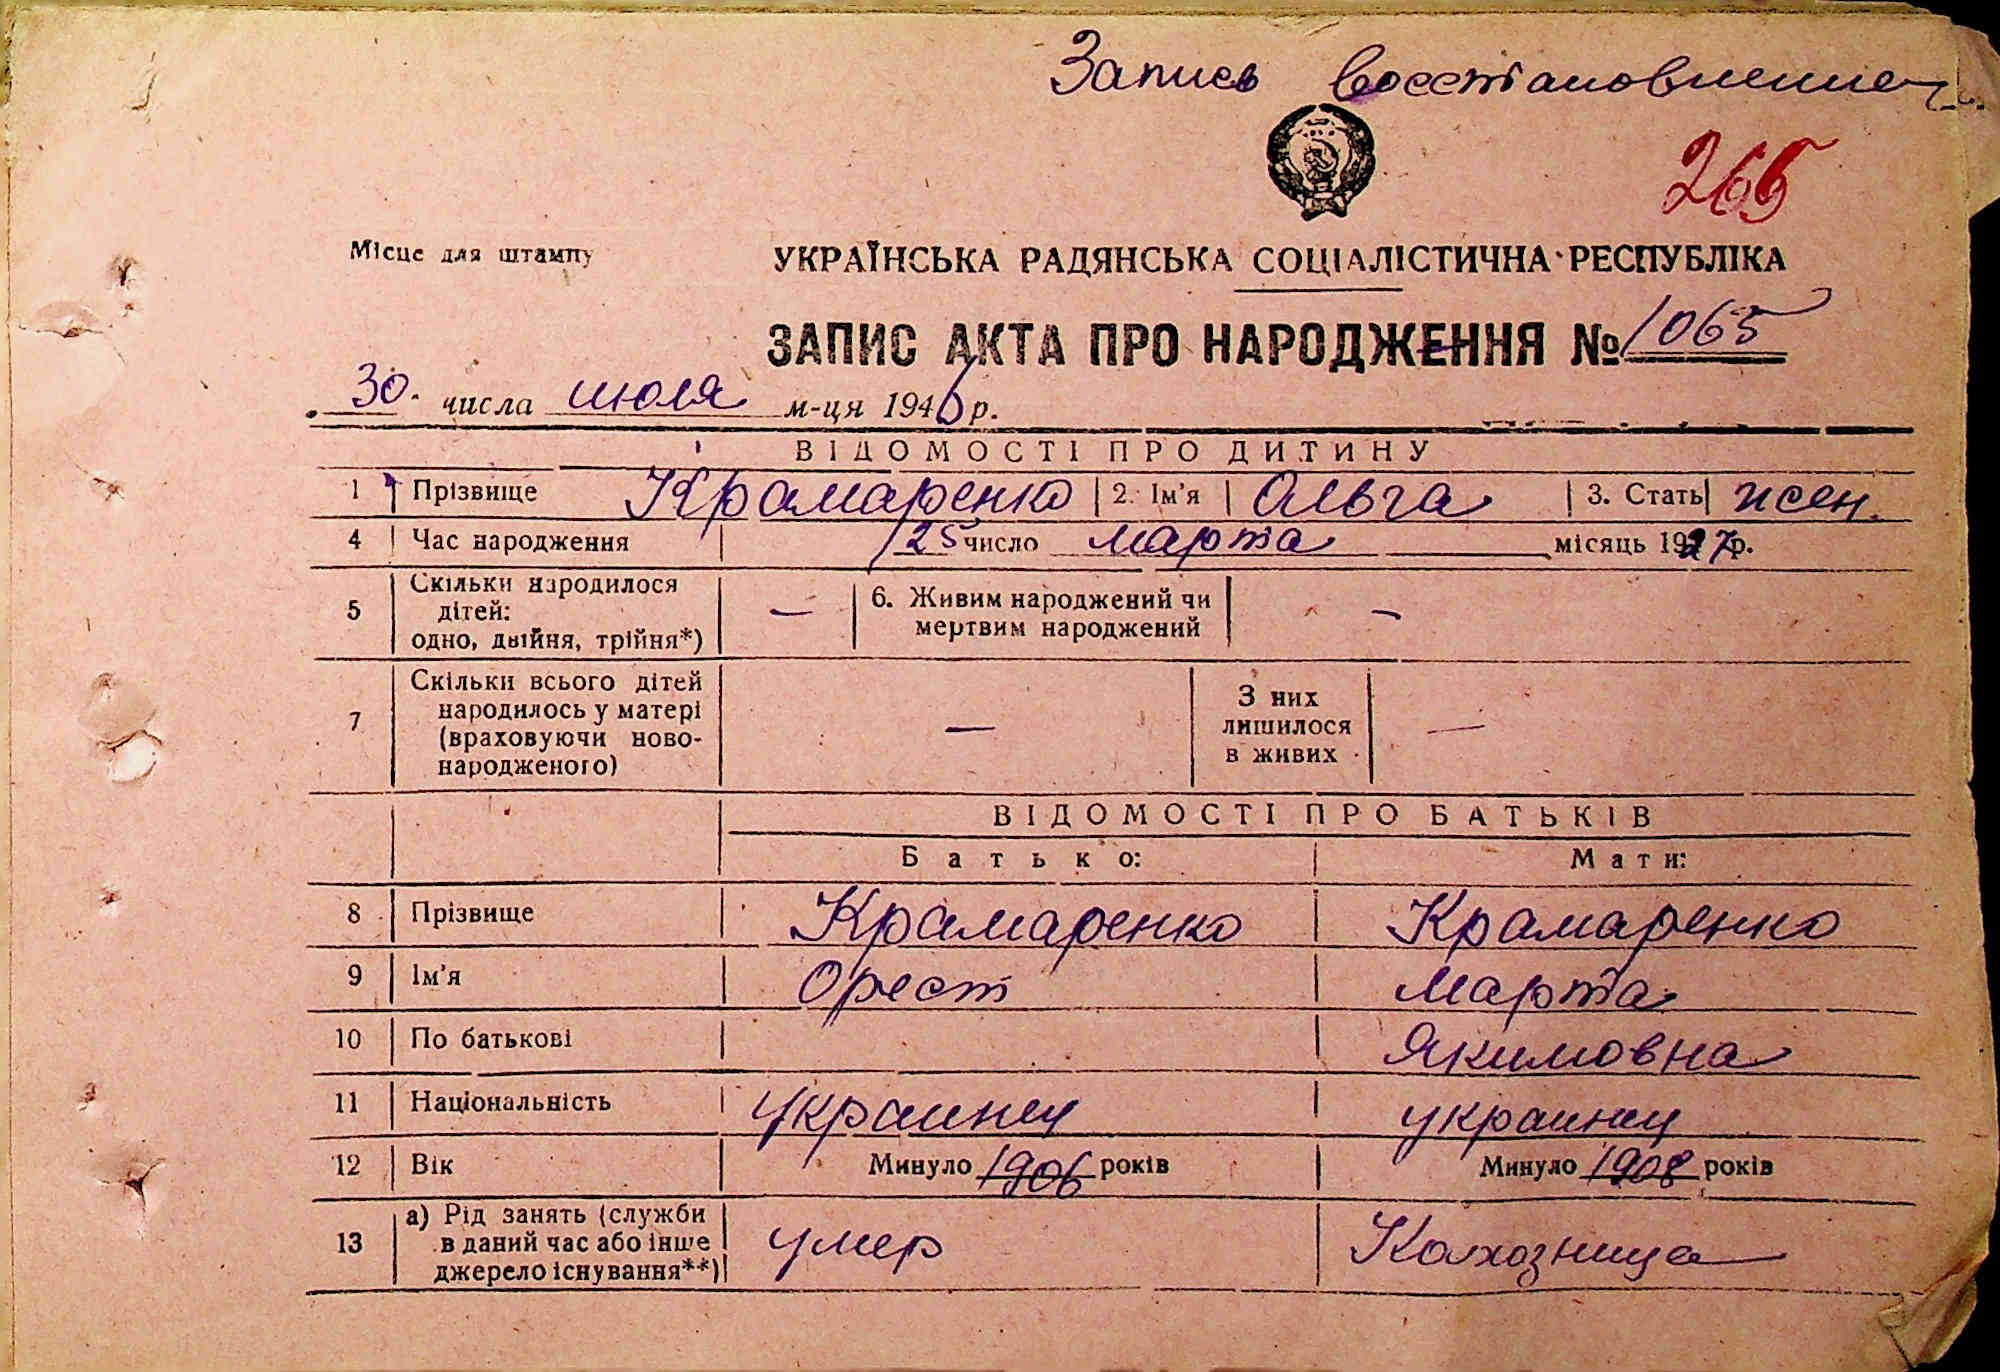 Запись восстановлена
266
Місце для штампу
УКРАЇНСЬКА РАДЯНСЬКА СОЦІАЛІСТИЧНА РЕСПУБЛІКА
ЗАПИС АКТА ПРО НАРОДЖЕННЯ № 1065
30. числа июля м-ця 1946 р.
ВІДОМОСТІ ПРО ДИТИНУ
1 Прізвище Крамаренко 2. Ім'я Ольга 3. Стать жен.
4 Час народження 25 число марта місяць 1927 р.
5 Скільки народилося дітей: одно, двійня, трійня*) — 6. Живим народжений чи мертвим народжений —
7 Скільки всього дітей народилось у матері (враховуючи новонародженого) — З них лишилося в живих —
ВІДОМОСТІ ПРО БАТЬКІВ
Батько: Мати:
8 Прізвище Крамаренко Крамаренко
9 Ім'я Орест Марта
10 По батькові Якимовна
11 Національність украинец украинец
12 Вік Минуло 1906 років Минуло 1908 років
13 а) Рід занять (служби в даний час або інше джерело існування**) умер Колхозница